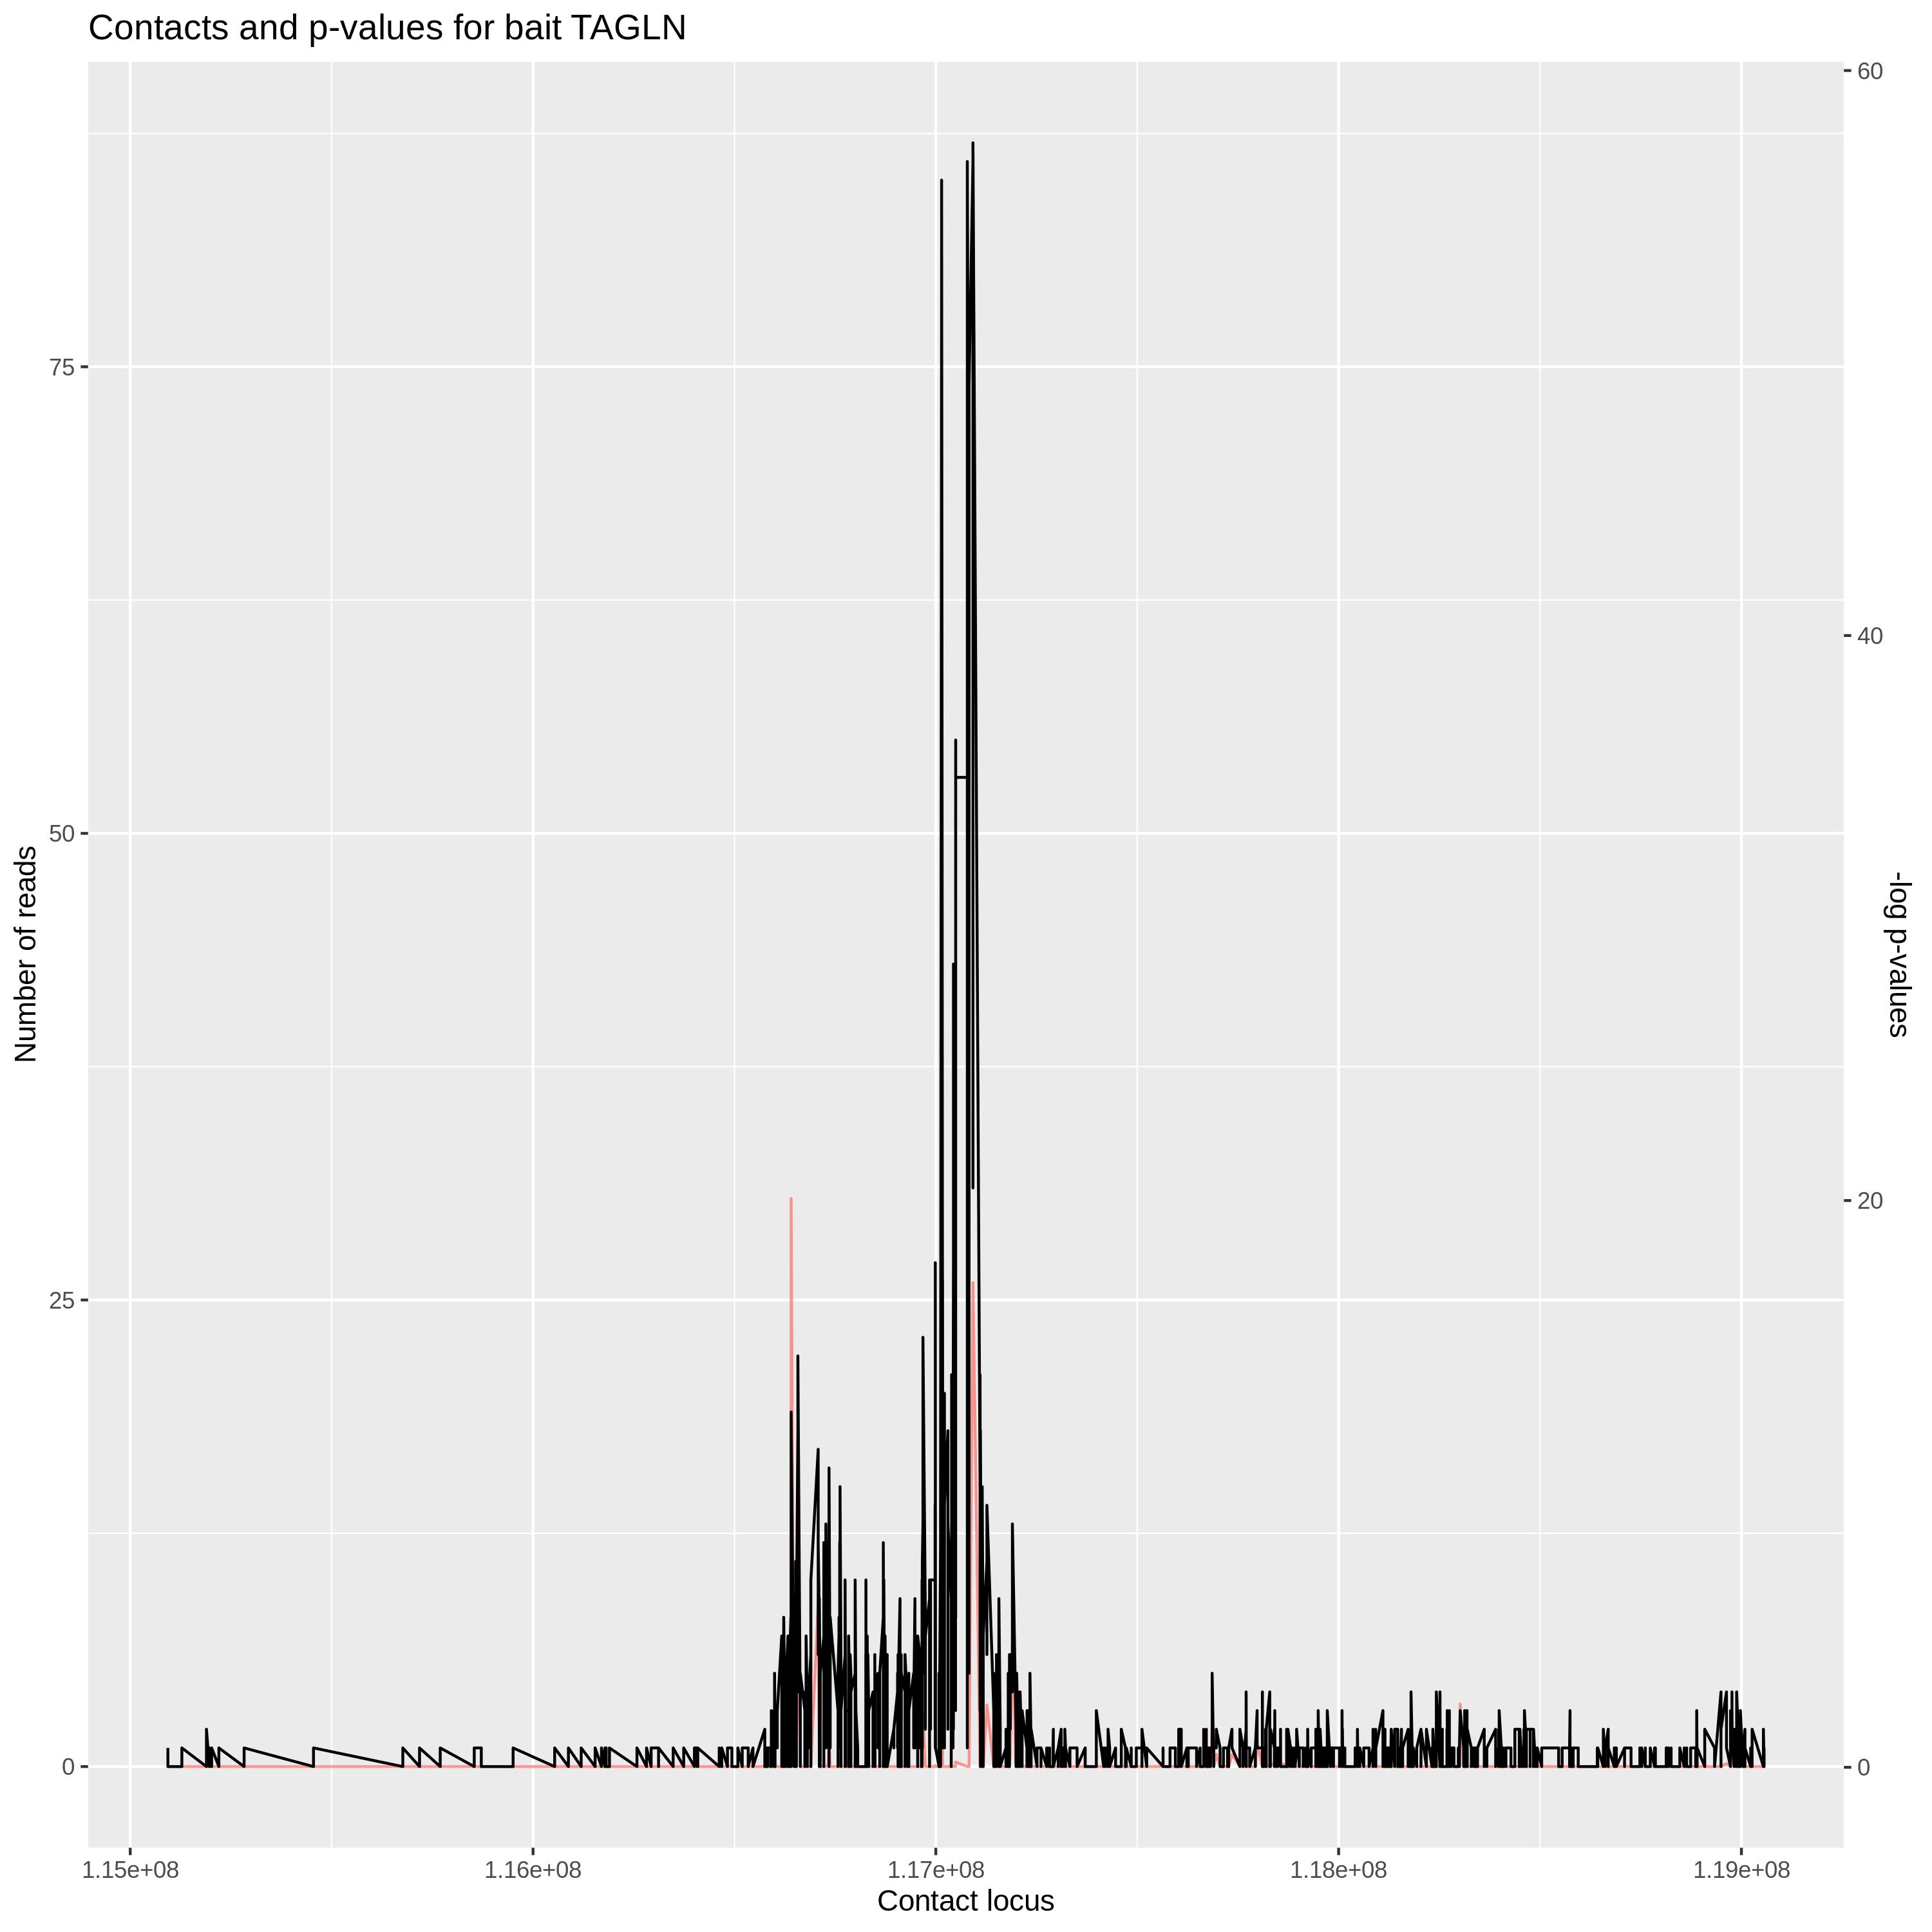 Contacts and p-values for bait TAGLN
60
75
40
50
Number of reads
-log p-values
20
25
0
0
1.15e+08 1.16e+08 1.17e+08 1.18e+08 1.19e+08
Contact locus